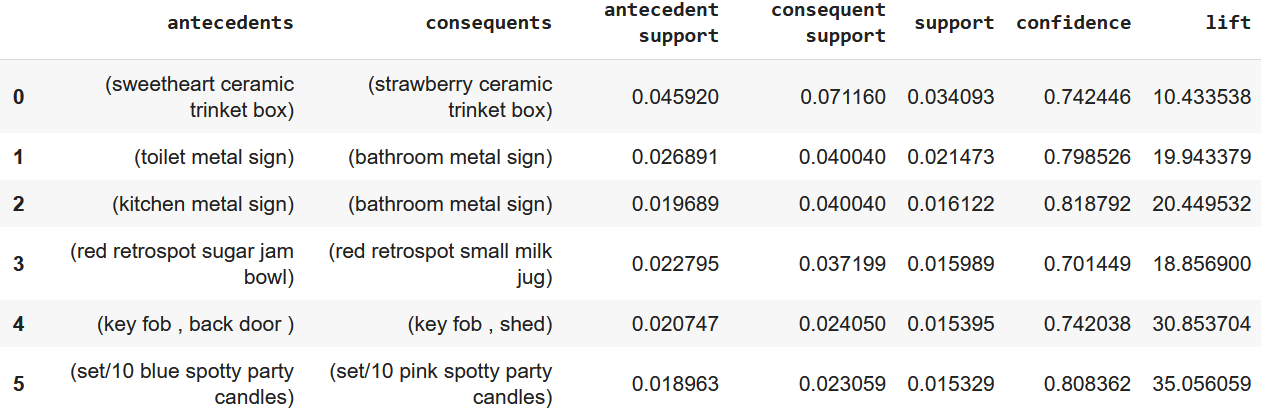 antecedents consequents antecedent support consequent support support confidence lift
0 (sweetheart ceramic trinket box) (strawberry ceramic trinket box) 0.045920 0.071160 0.034093 0.742446 10.433538
1 (toilet metal sign) (bathroom metal sign) 0.026891 0.040040 0.021473 0.798526 19.943379
2 (kitchen metal sign) (bathroom metal sign) 0.019689 0.040040 0.016122 0.818792 20.449532
3 (red retrospot sugar jam bowl) (red retrospot small milk jug) 0.022795 0.037199 0.015989 0.701449 18.856900
4 (key fob , back door ) (key fob , shed) 0.020747 0.024050 0.015395 0.742038 30.853704
5 (set/10 blue spotty party candles) (set/10 pink spotty party candles) 0.018963 0.023059 0.015329 0.808362 35.056059